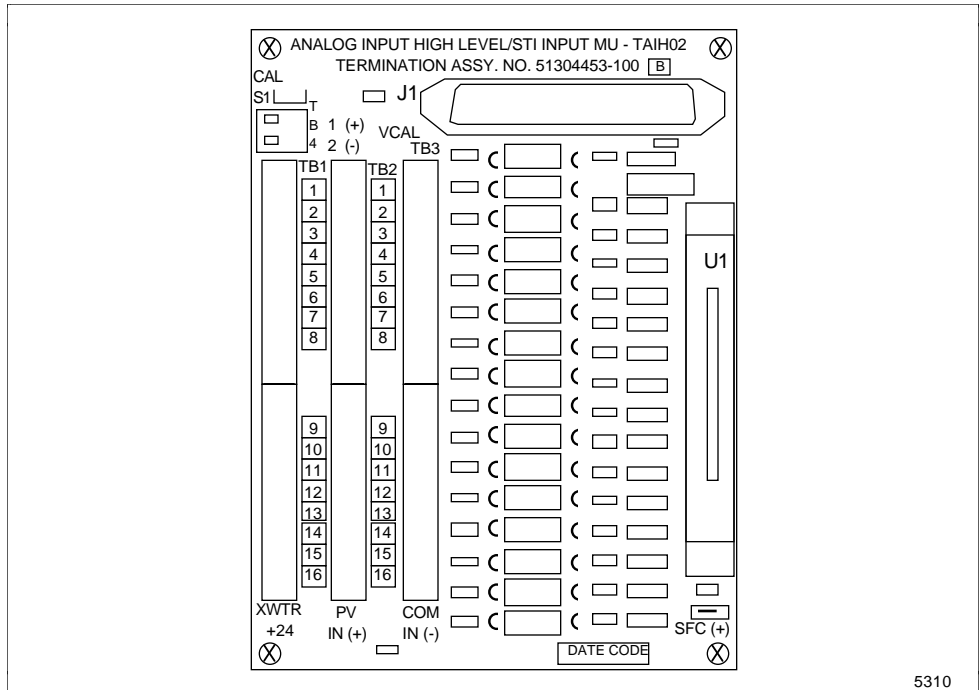 ANALOG INPUT HIGH LEVEL/STI INPUT MU - TAIH02
TERMINATION ASSY. NO. 51304453-100 B
CAL
S1
J1
T
B 1 (+)
4 2 (-)
VCAL
TB1
TB2
TB3
1 1
2 2
3 3
4 4
5 5
6 6
7 7
8 8
U1
9 9
10 10
11 11
12 12
13 13
14 14
15 15
16 16
XWTR
+24
PV
IN (+)
COM
IN (-)
SFC (+)
DATE CODE
5310